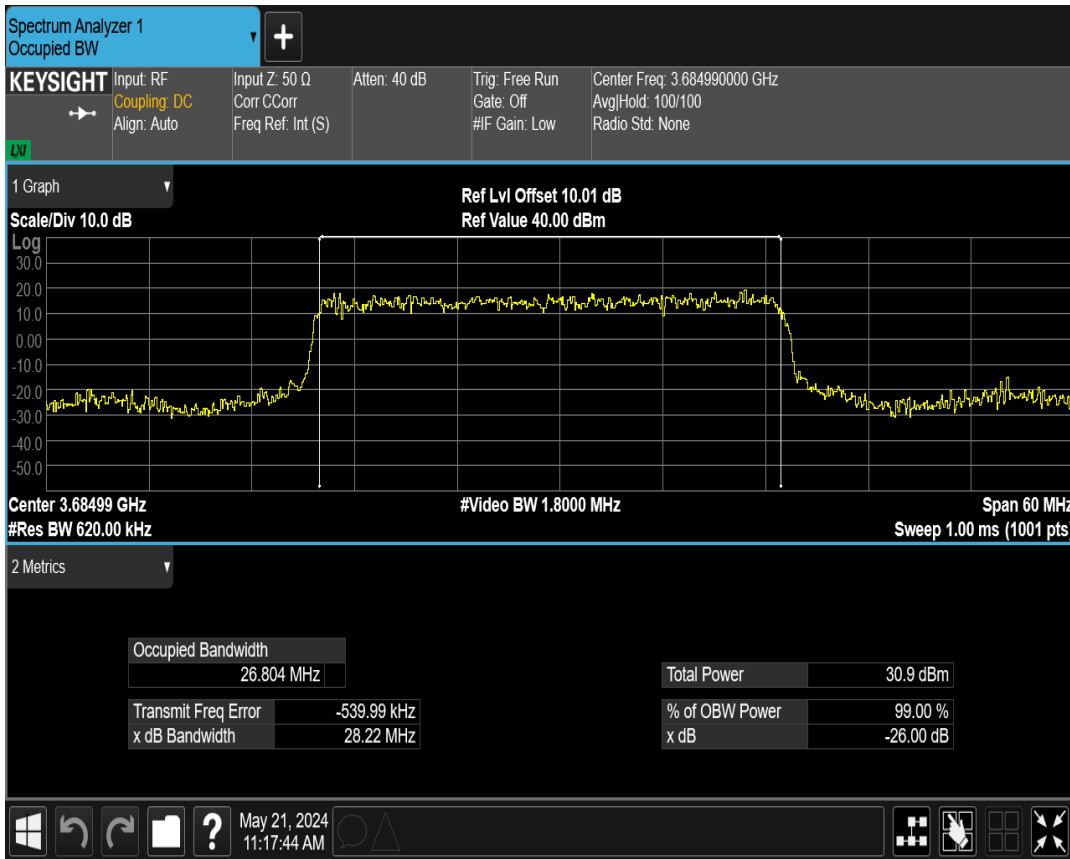 Spectrum Analyzer 1
Occupied BW
KEYSIGHT
LXI
Input: RF
Coupling: DC
Align: Auto
Input Z: 50 Ω
Corr CCorr
Freq Ref: Int (S)
Atten: 40 dB
Trig: Free Run
Gate: Off
#IF Gain: Low
Center Freq: 3.684990000 GHz
Avg|Hold: 100/100
Radio Std: None
1 Graph
Scale/Div 10.0 dB
Ref Lvl Offset 10.01 dB
Ref Value 40.00 dBm
Log
30.0
20.0
10.0
0.00
-10.0
-20.0
-30.0
-40.0
-50.0
Center 3.68499 GHz
#Res BW 620.00 kHz
#Video BW 1.8000 MHz
Span 60 MHz
Sweep 1.00 ms (1001 pts)
2 Metrics
Occupied Bandwidth
26.804 MHz
Transmit Freq Error -539.99 kHz
x dB Bandwidth 28.22 MHz
Total Power 30.9 dBm
% of OBW Power 99.00 %
x dB -26.00 dB
?
May 21, 2024
11:17:44 AM